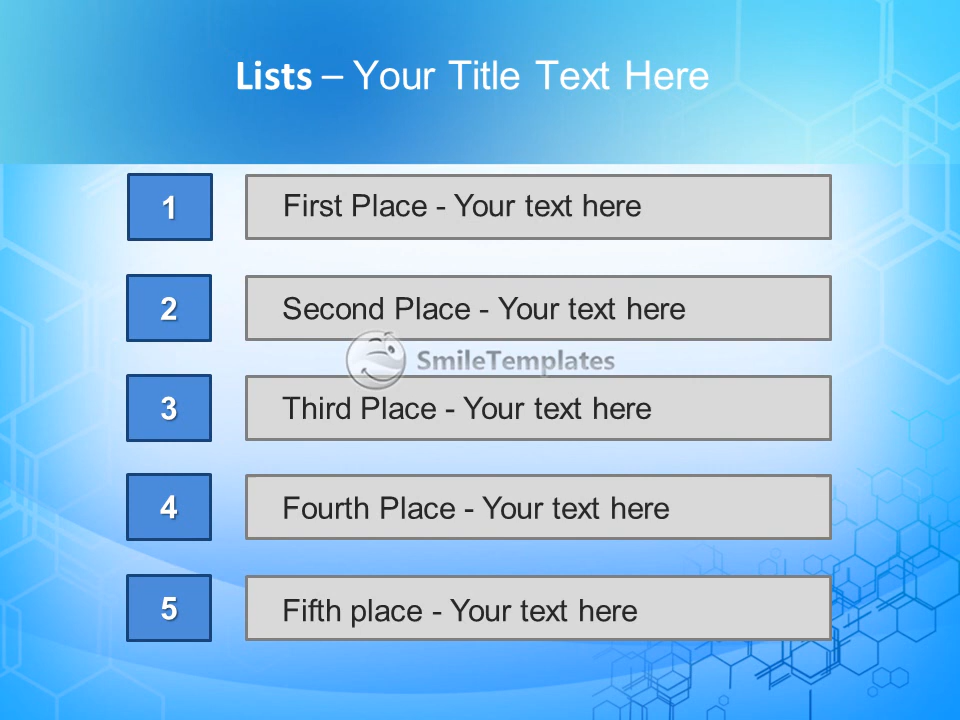 Lists – Your Title Text Here
1 First Place - Your text here
2 Second Place - Your text here
SmileTemplates
3 Third Place - Your text here
4 Fourth Place - Your text here
5 Fifth place - Your text here